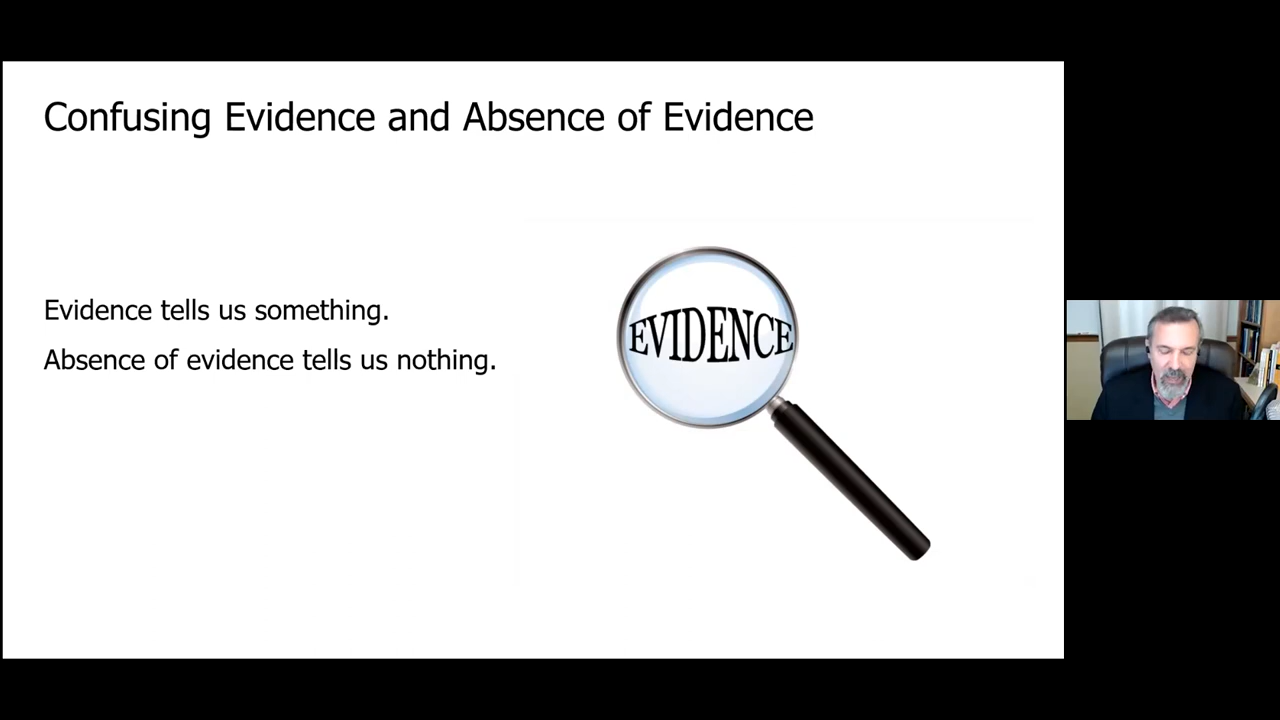 Confusing Evidence and Absence of Evidence
Evidence tells us something.
Absence of evidence tells us nothing.
EVIDENCE